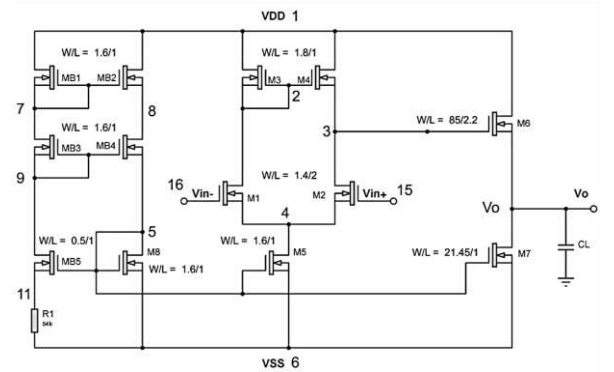 VDD 1
W/L = 1.6/1
W/L = 1.8/1
MB1
MB2
M3
M4
2
7
8
W/L = 1.6/1
3
W/L = 85/2.2
M6
MB3
MB4
9
16
Vin-
W/L = 1.4/2
Vin+
15
M1
M2
Vo
Vo
4
5
W/L = 0.5/1
M8
W/L = 1.6/1
M5
W/L = 21.45/1
M7
CL
MB5
W/L = 1.6/1
11
R1
54k
VSS 6